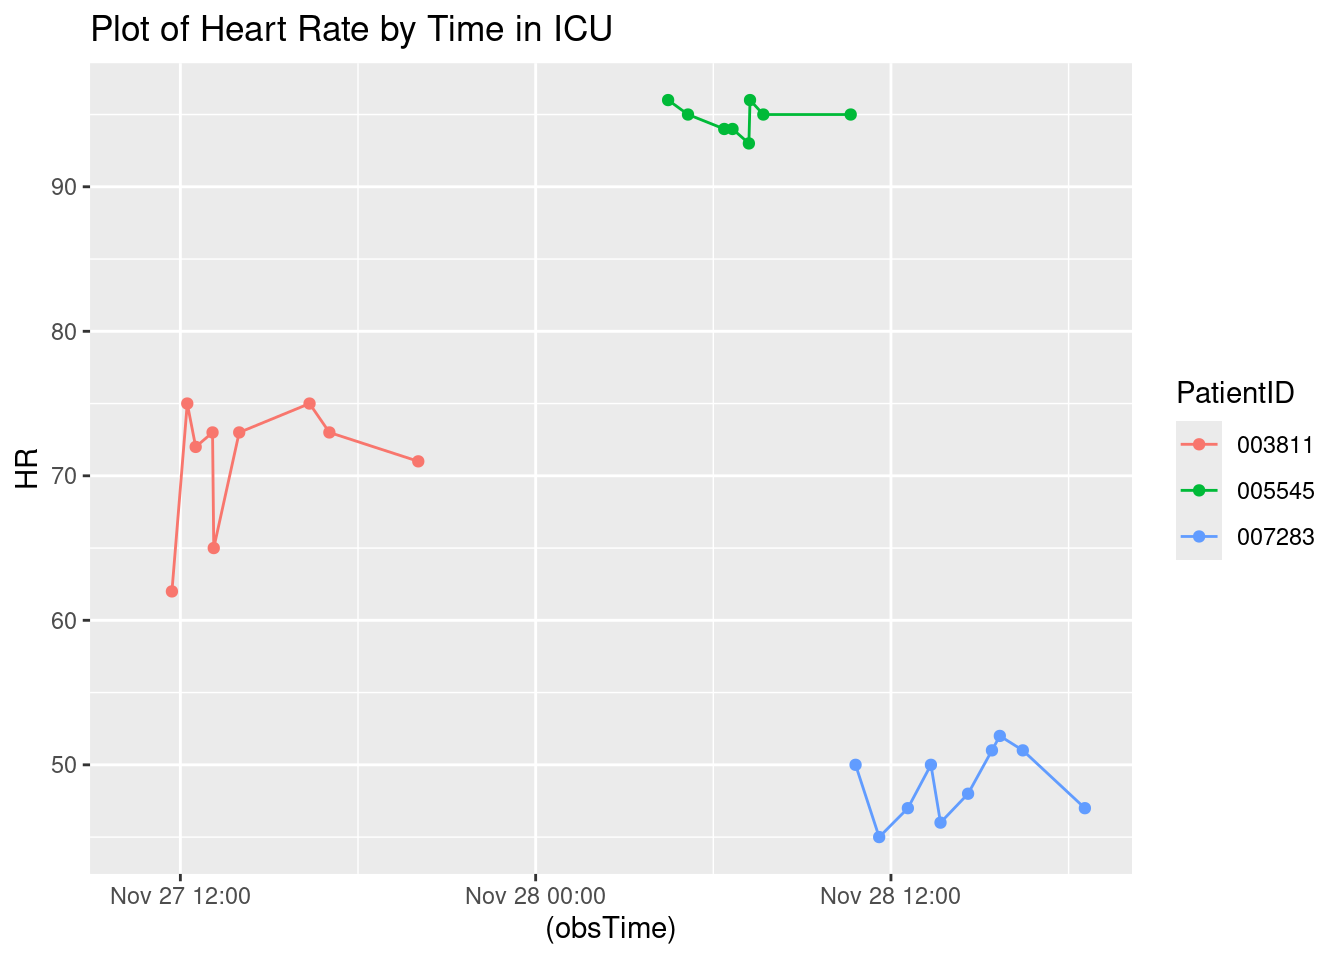 Plot of Heart Rate by Time in ICU
HR
90
80
70
60
50
Nov 27 12:00
Nov 28 00:00
Nov 28 12:00
(obsTime)
PatientID
003811
005545
007283